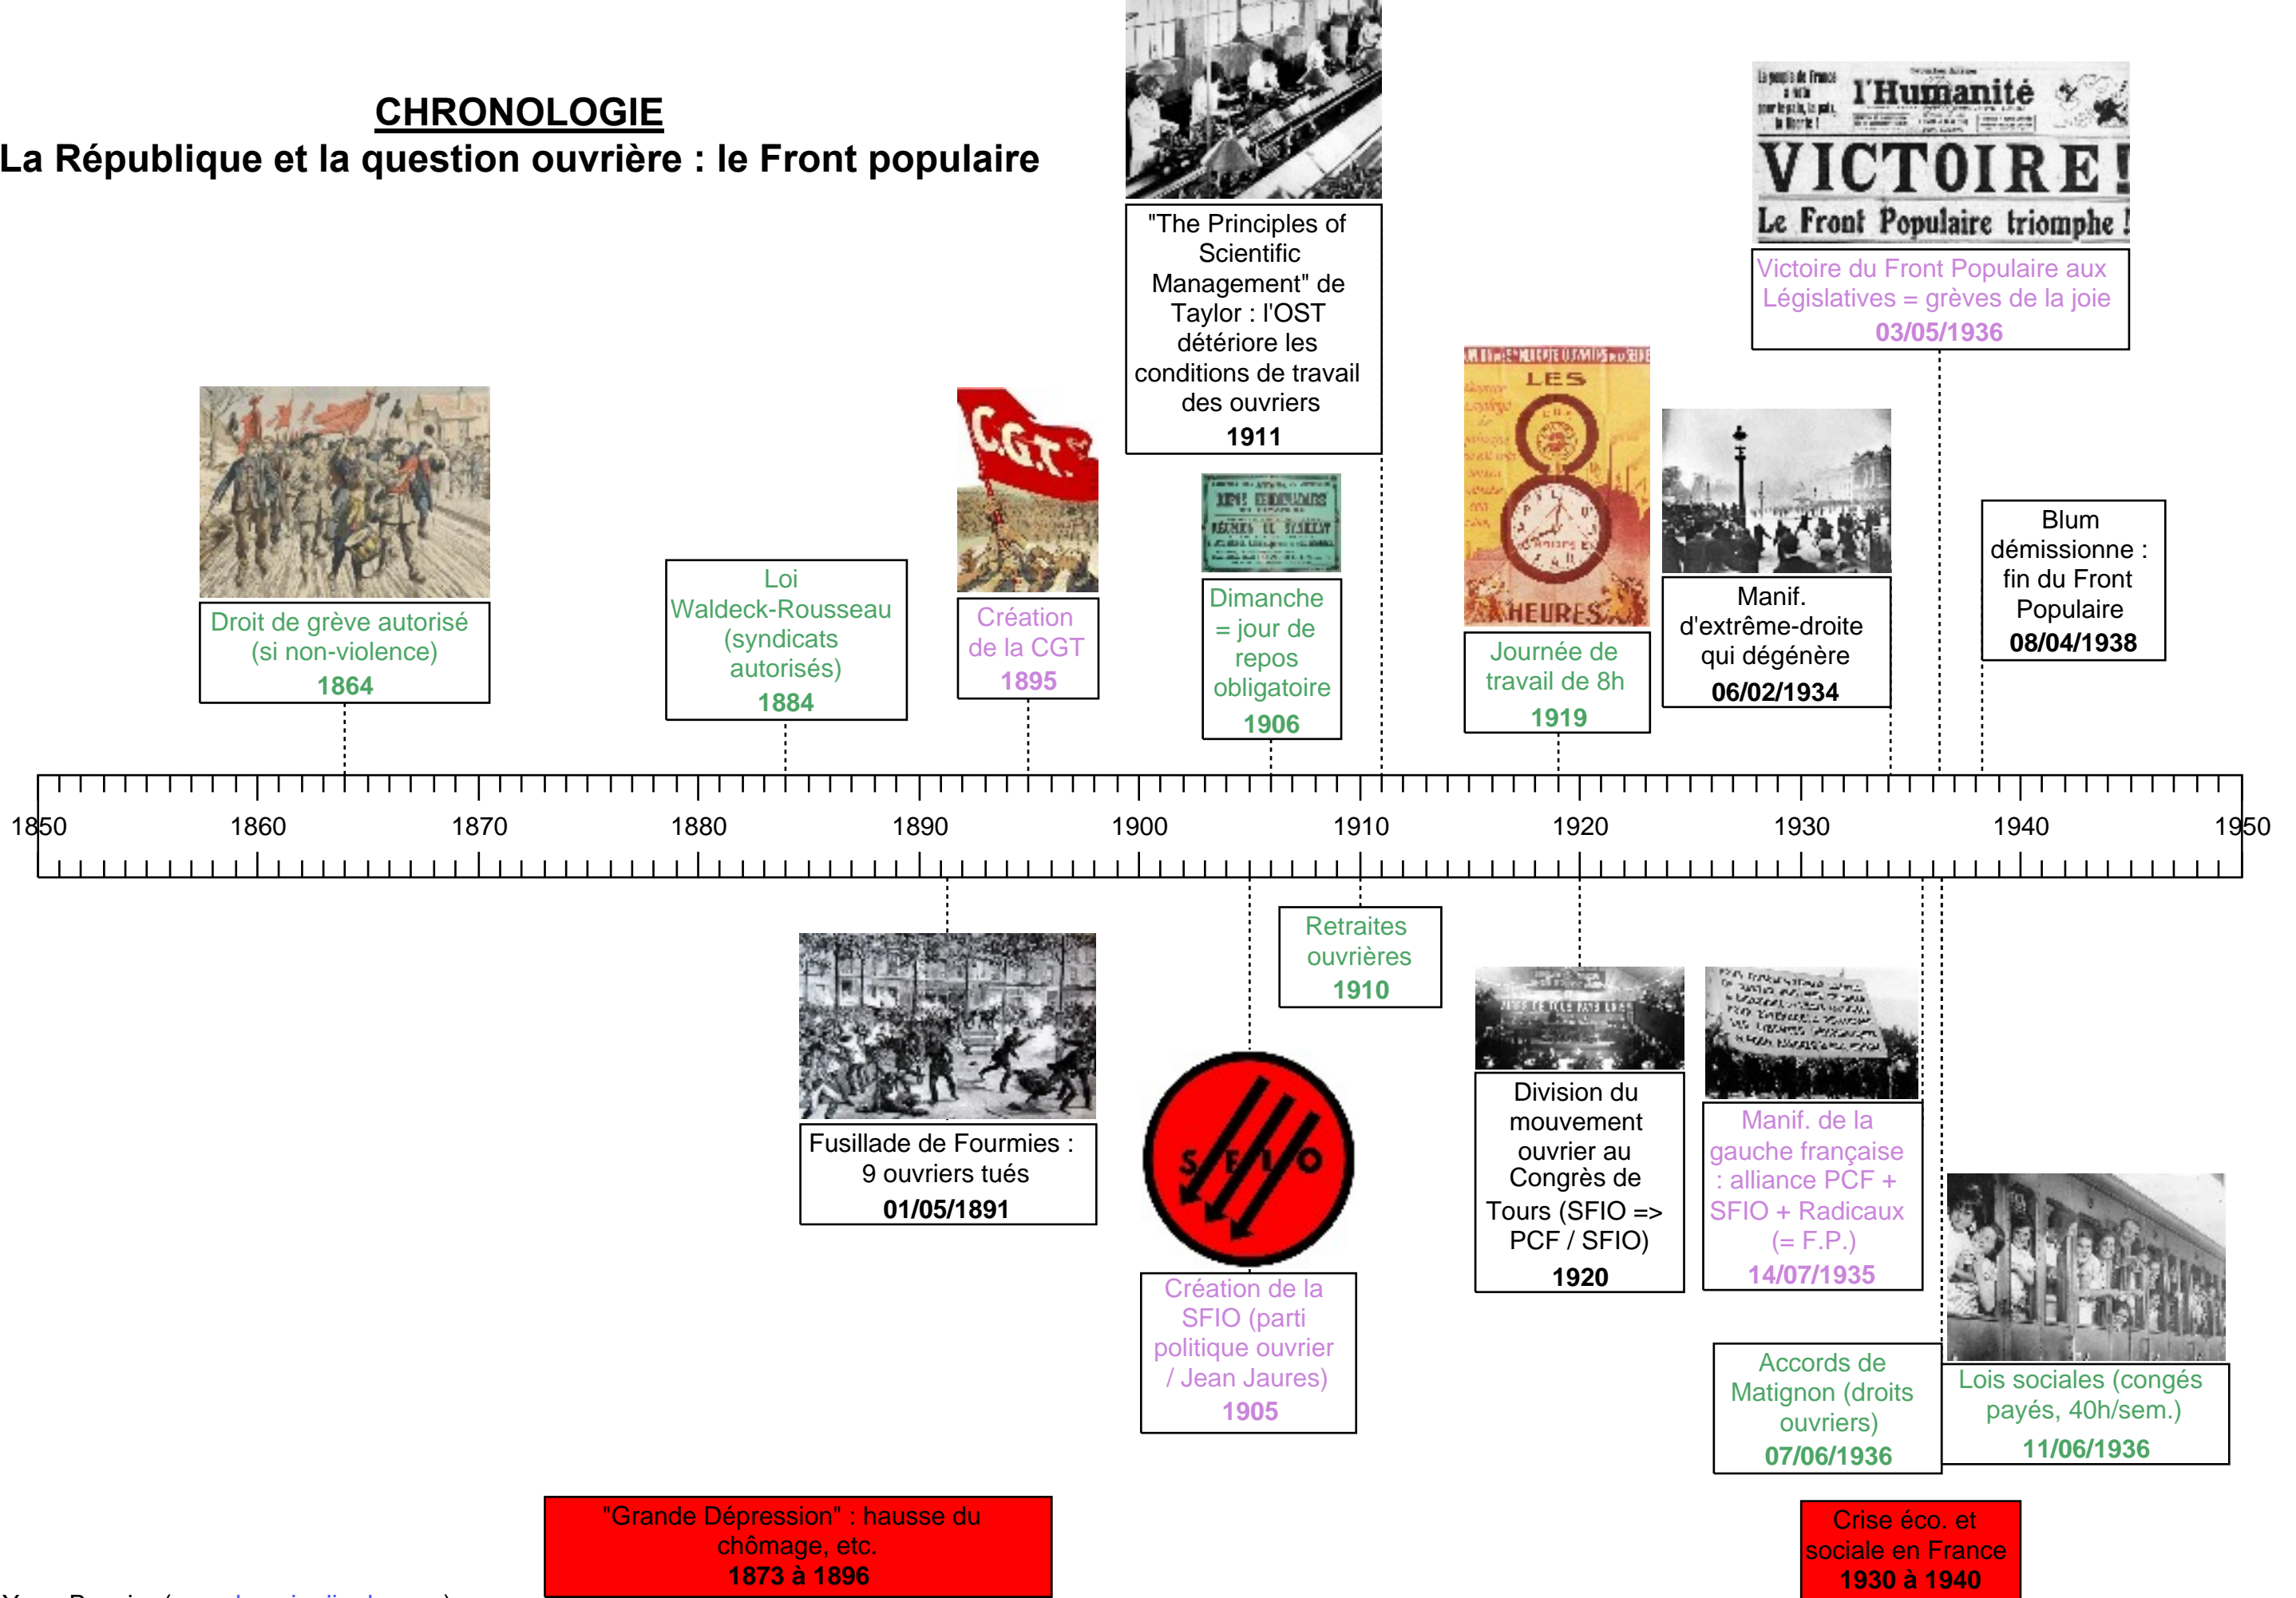 CHRONOLOGIE
La République et la question ouvrière : le Front populaire
l'Humanité
VICTOIRE !
Le Front Populaire triomphe !
Victoire du Front Populaire aux
Législatives = grèves de la joie
03/05/1936
"The Principles of
Scientific
Management" de
Taylor : l'OST
détériore les
conditions de travail
des ouvriers
1911
C.G.T.
LES
HEURES
Droit de grève autorisé
(si non-violence)
1864
Loi
Waldeck-Rousseau
(syndicats
autorisés)
1884
Création
de la CGT
1895
Dimanche
= jour de
repos
obligatoire
1906
Journée de
travail de 8h
1919
Manif.
d'extrême-droite
qui dégénère
06/02/1934
Blum
démissionne :
fin du Front
Populaire
08/04/1938
1850 1860 1870 1880 1890 1900 1910 1920 1930 1940 1950
Fusillade de Fourmies :
9 ouvriers tués
01/05/1891
SFIO
Création de la
SFIO (parti
politique ouvrier
/ Jean Jaures)
1905
Retraites
ouvrières
1910
Division du
mouvement
ouvrier au
Congrès de
Tours (SFIO =>
PCF / SFIO)
1920
Manif. de la
gauche française
: alliance PCF +
SFIO + Radicaux
(= F.P.)
14/07/1935
Accords de
Matignon (droits
ouvriers)
07/06/1936
Lois sociales (congés
payés, 40h/sem.)
11/06/1936
"Grande Dépression" : hausse du
chômage, etc.
1873 à 1896
Crise éco. et
sociale en France
1930 à 1940